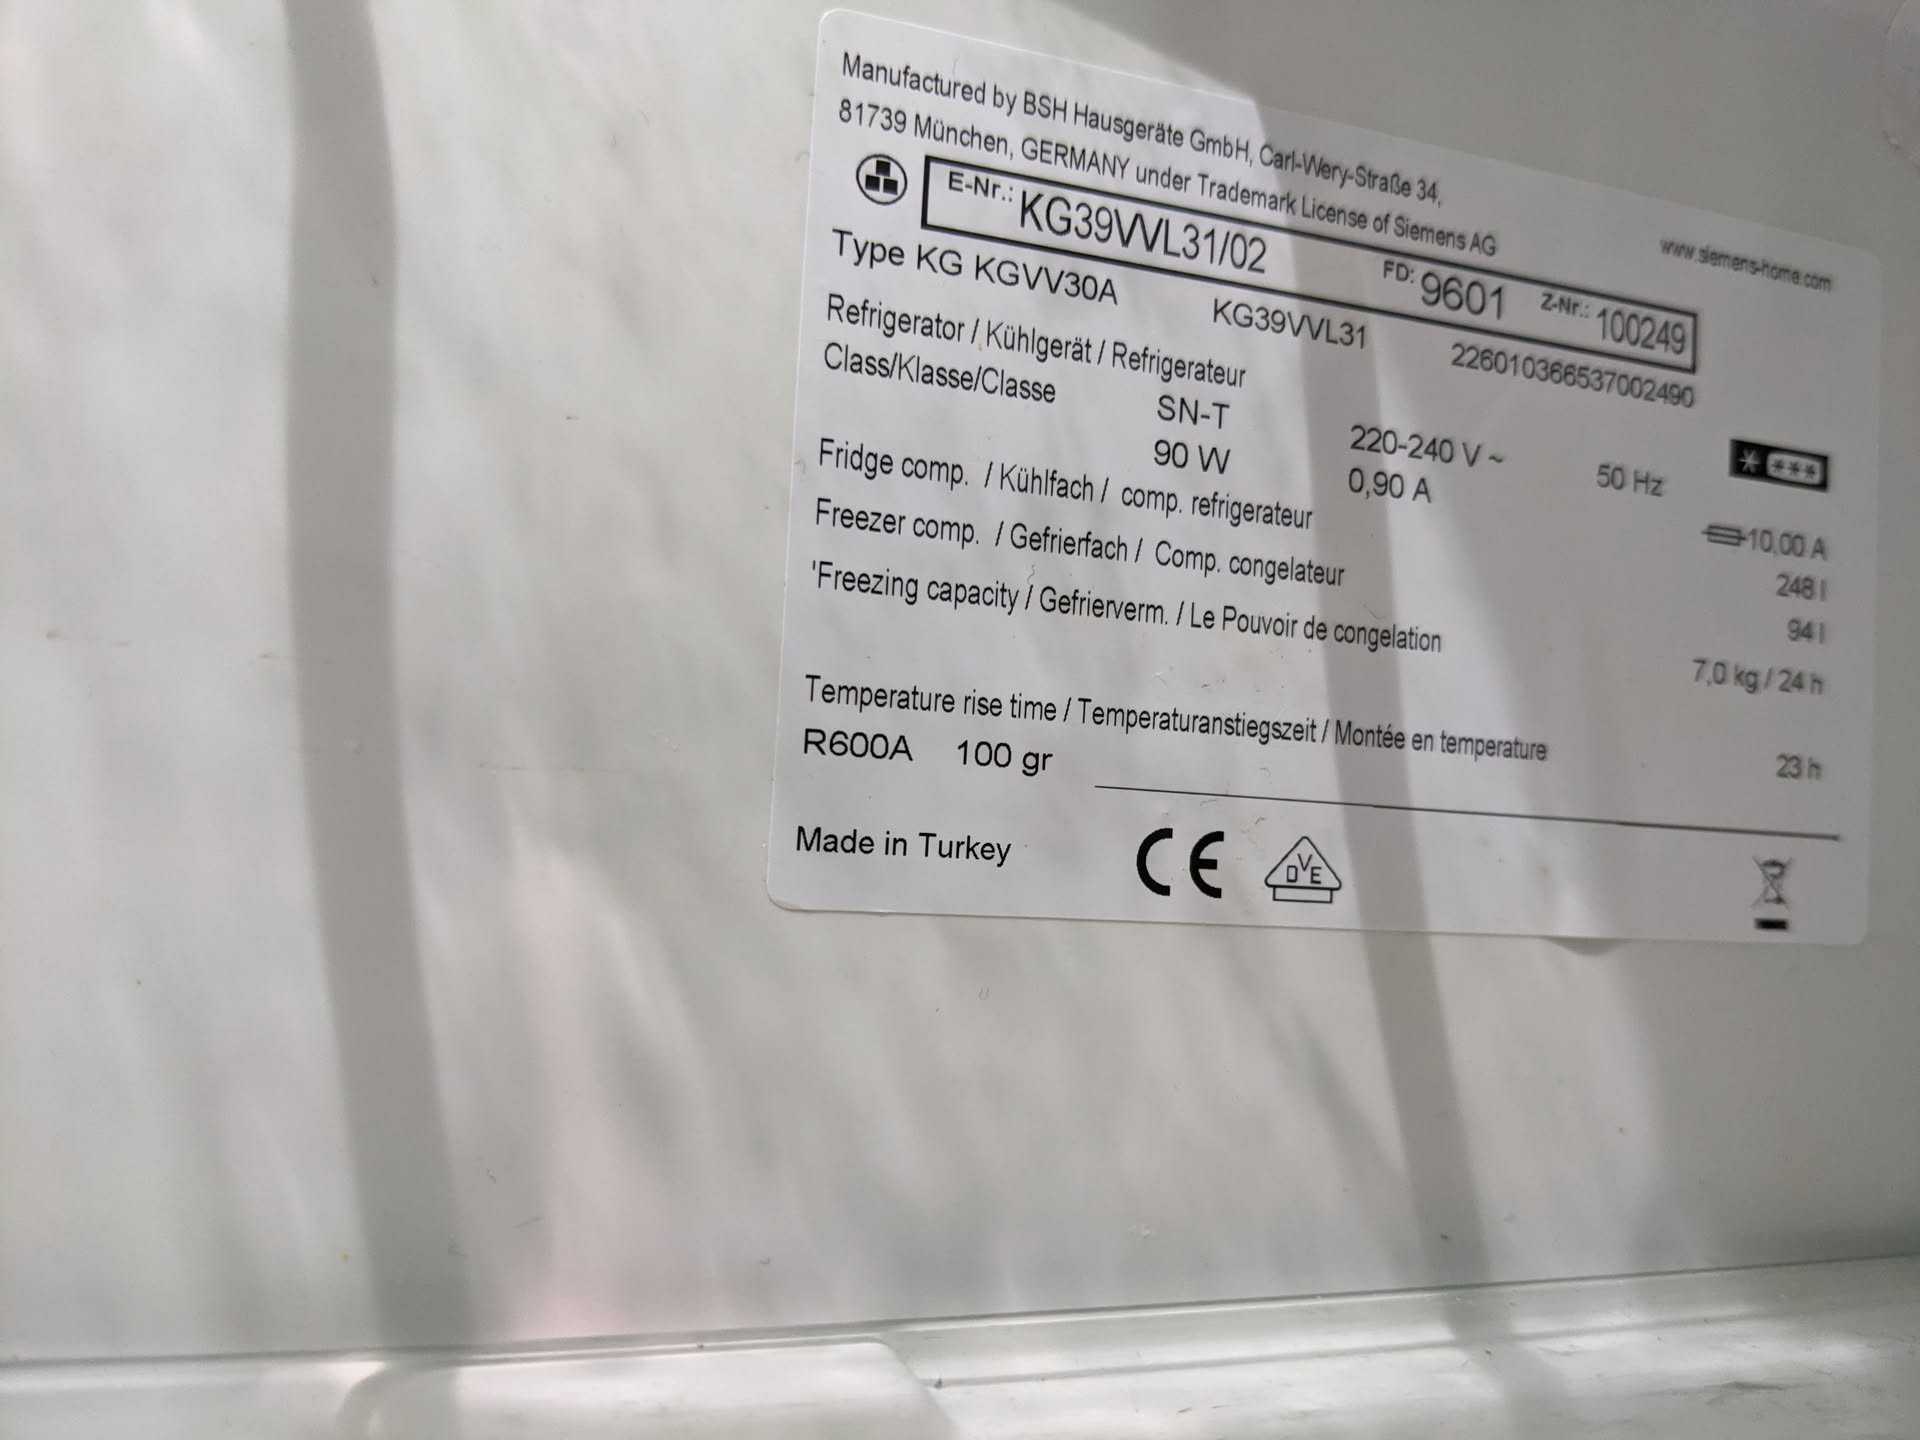 Manufactured by BSH Hausgeräte GmbH, Carl-Wery-Straße 34,
81739 München, GERMANY under Trademark License of Siemens AG
www.siemens-home.com
E-Nr.: KG39VVL31/02 FD: 9601 Z-Nr.: 100249
Type KG KGVV30A KG39VVL31 226010366537002490
Refrigerator / Kühlgerät / Refrigerateur
Class/Klasse/Classe SN-T 220-240 V ~ 50 Hz
90 W 0,90 A 10,00 A
Fridge comp. / Kühlfach / comp. refrigerateur 248 l
Freezer comp. / Gefrierfach / Comp. congelateur 94 l
'Freezing capacity / Gefrierverm. / Le Pouvoir de congelation 7,0 kg / 24 h
Temperature rise time / Temperaturanstiegszeit / Montée en temperature 23 h
R600A 100 gr
Made in Turkey CE DVE